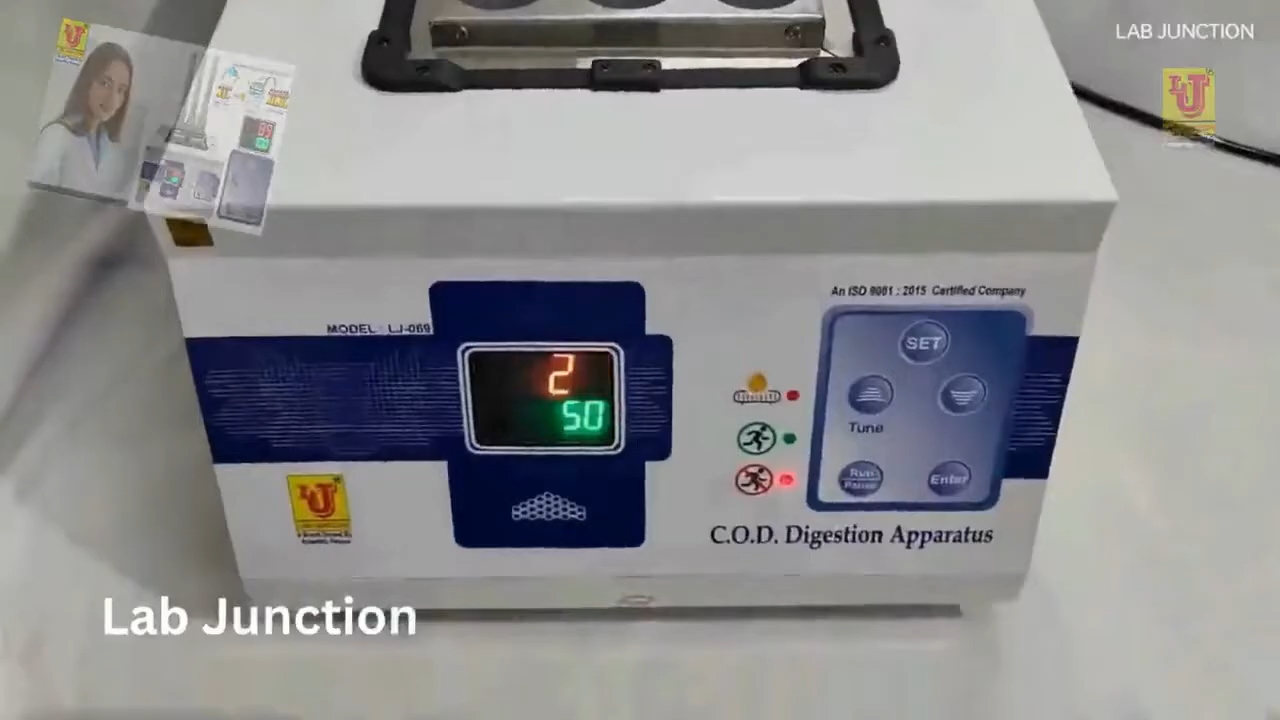 LAB JUNCTION
An ISO 9001 : 2015 Certified Company
MODEL : LJ-069
SET
2
50
Tune
Run
Pause
Enter
LJ
C.O.D. Digestion Apparatus
Lab Junction